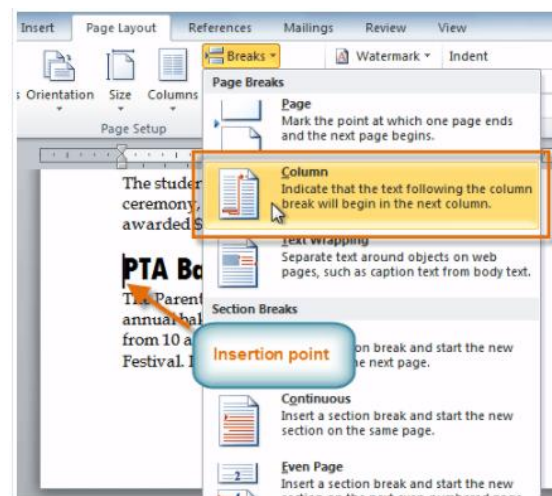 Insert Page Layout References Mailings Review View
Breaks Watermark Indent
s Orientation Size Columns
Page Setup
Page Breaks
Page
Mark the point at which one page ends
and the next page begins.
Column
Indicate that the text following the column
break will begin in the next column.
Text Wrapping
Separate text around objects on web
pages, such as caption text from body text.
Section Breaks
on break and start the new
next page.
Continuous
Insert a section break and start the new
section on the same page.
Even Page
Insert a section break and start the new
The studen
ceremony,
awarded $
PTA Ba
The Parent
annual bak
from 10 a
Festival.
Insertion point
2